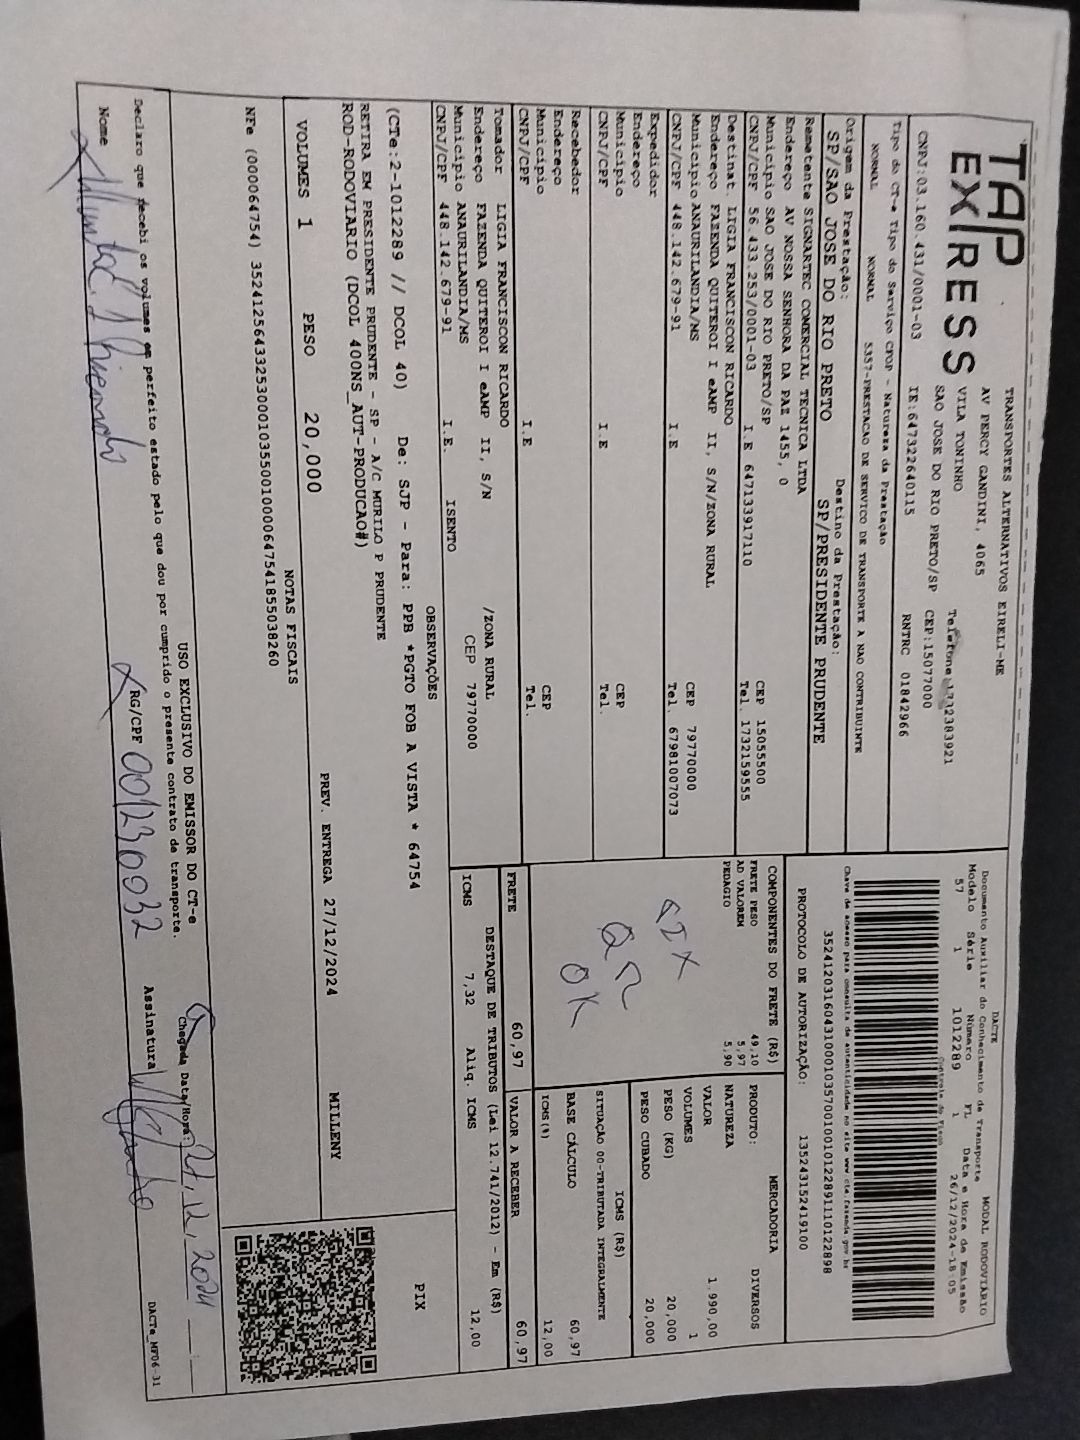 TAP
EXPRESS
TRANSPORTES ALTERNATIVOS EIRELI-ME
AV PERCY GANDINI, 4065
VILA TONINHO Telefone 1732383921
SAO JOSE DO RIO PRETO/SP CEP:15077000
CNPJ:03.160.431/0001-03 IE:647322640115 RNTRC 01842966
Tipo do CT-e Tipo do Serviço CFOP - Natureza da Prestação
NORMAL NORMAL 5357-PRESTACAO DE SERVICO DE TRANSPORTE A NAO CONTRIBUINTE
Origem da Prestação: Destino da Prestação:
SP/SAO JOSE DO RIO PRETO SP/PRESIDENTE PRUDENTE
Remetente SIGNARTEC COMERCIAL TECNICA LTDA
Endereço AV NOSSA SENHORA DA PAZ 1455, 0
Município SAO JOSE DO RIO PRETO/SP CEP 15055500
CNPJ/CPF 56.433.253/0001-03 I.E 647133917110 Tel. 1732159555
Destinat. LIGIA FRANCISCON RICARDO
Endereço FAZENDA QUITEROI I eAMP II, S/N/ZONA RURAL
Município ANAURILANDIA/MS CEP 79770000
CNPJ/CPF 448.142.679-91 I.E Tel. 67981007073
Expedidor
Endereço
Município CEP
CNPJ/CPF I.E Tel.
Recebedor
Endereço
Município CEP
CNPJ/CPF I.E Tel.
Tomador LIGIA FRANCISCON RICARDO
Endereço FAZENDA QUITEROI I eAMP II, S/N /ZONA RURAL
Município ANAURILANDIA/MS CEP 79770000
CNPJ/CPF 448.142.679-91 I.E. ISENTO
OBSERVAÇÕES
(CTe:2-1012289 // DCOL 40) De: SJP - Para: PPB *PGTO FOB A VISTA * 64754
RETIRA EM PRESIDENTE PRUDENTE - SP - A/C MURILO P PRUDENTE
ROD-RODOVIARIO (DCOL 400NS_AUT-PRODUCAO#)
VOLUMES 1 PESO 20,000 PREV. ENTREGA 27/12/2024 MILLENY
NOTAS FISCAIS
NFe (000064754) 35241256433253000103550010000647541855038260
DACTE MODAL RODOVIÁRIO
Documento Auxiliar do Conhecimento de Transporte
Modelo Série Número FL Data e Hora de Emissão
57 1 1012289 1 26/12/2024-18:05
Controle do Fisco
Chave de acesso para consulta de autenticidade no site www.cte.fazenda.gov.br
35241203160431000103570010010122891110122898
PROTOCOLO DE AUTORIZAÇÃO: 135243152419100
COMPONENTES DO FRETE (R$)
FRETE PESO 49,10
AD VALOREM 5,97
PEDAGIO 5,90
PIX
QR
OK
MERCADORIA
PRODUTO: DIVERSOS
NATUREZA
VALOR 1.990,00
VOLUMES 1
PESO (KG) 20,000
PESO CUBADO 20,000
ICMS (R$)
SITUAÇÃO 00-TRIBUTADA INTEGRALMENTE
BASE CÁLCULO 60,97
ICMS(%) 12,00
FRETE 60,97 VALOR A RECEBER 60,97
DESTAQUE DE TRIBUTOS (Lei 12.741/2012) - Em (R$)
ICMS 7,32 Aliq. ICMS 12,00
PIX
USO EXCLUSIVO DO EMISSOR DO CT-e
Declaro que recebi os volumes em perfeito estado pelo que dou por cumprido o presente contrato de transporte.
Chegada Data/Hora: 27,12,2024 __:__
Nome RG/CPF 001230032 Assinatura
DACTe_MF06-31